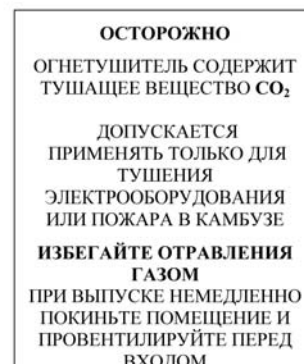 ОСТОРОЖНО
ОГНЕТУШИТЕЛЬ СОДЕРЖИТ
ТУШАЩЕЕ ВЕЩЕСТВО CO₂
ДОПУСКАЕТСЯ
ПРИМЕНЯТЬ ТОЛЬКО ДЛЯ
ТУШЕНИЯ
ЭЛЕКТРООБОРУДОВАНИЯ
ИЛИ ПОЖАРА В КАМБУЗЕ
ИЗБЕГАЙТЕ ОТРАВЛЕНИЯ
ГАЗОМ
ПРИ ВЫПУСКЕ НЕМЕДЛЕННО
ПОКИНЬТЕ ПОМЕЩЕНИЕ И
ПРОВЕНТИЛИРУЙТЕ ПЕРЕД
ВХОДОМ